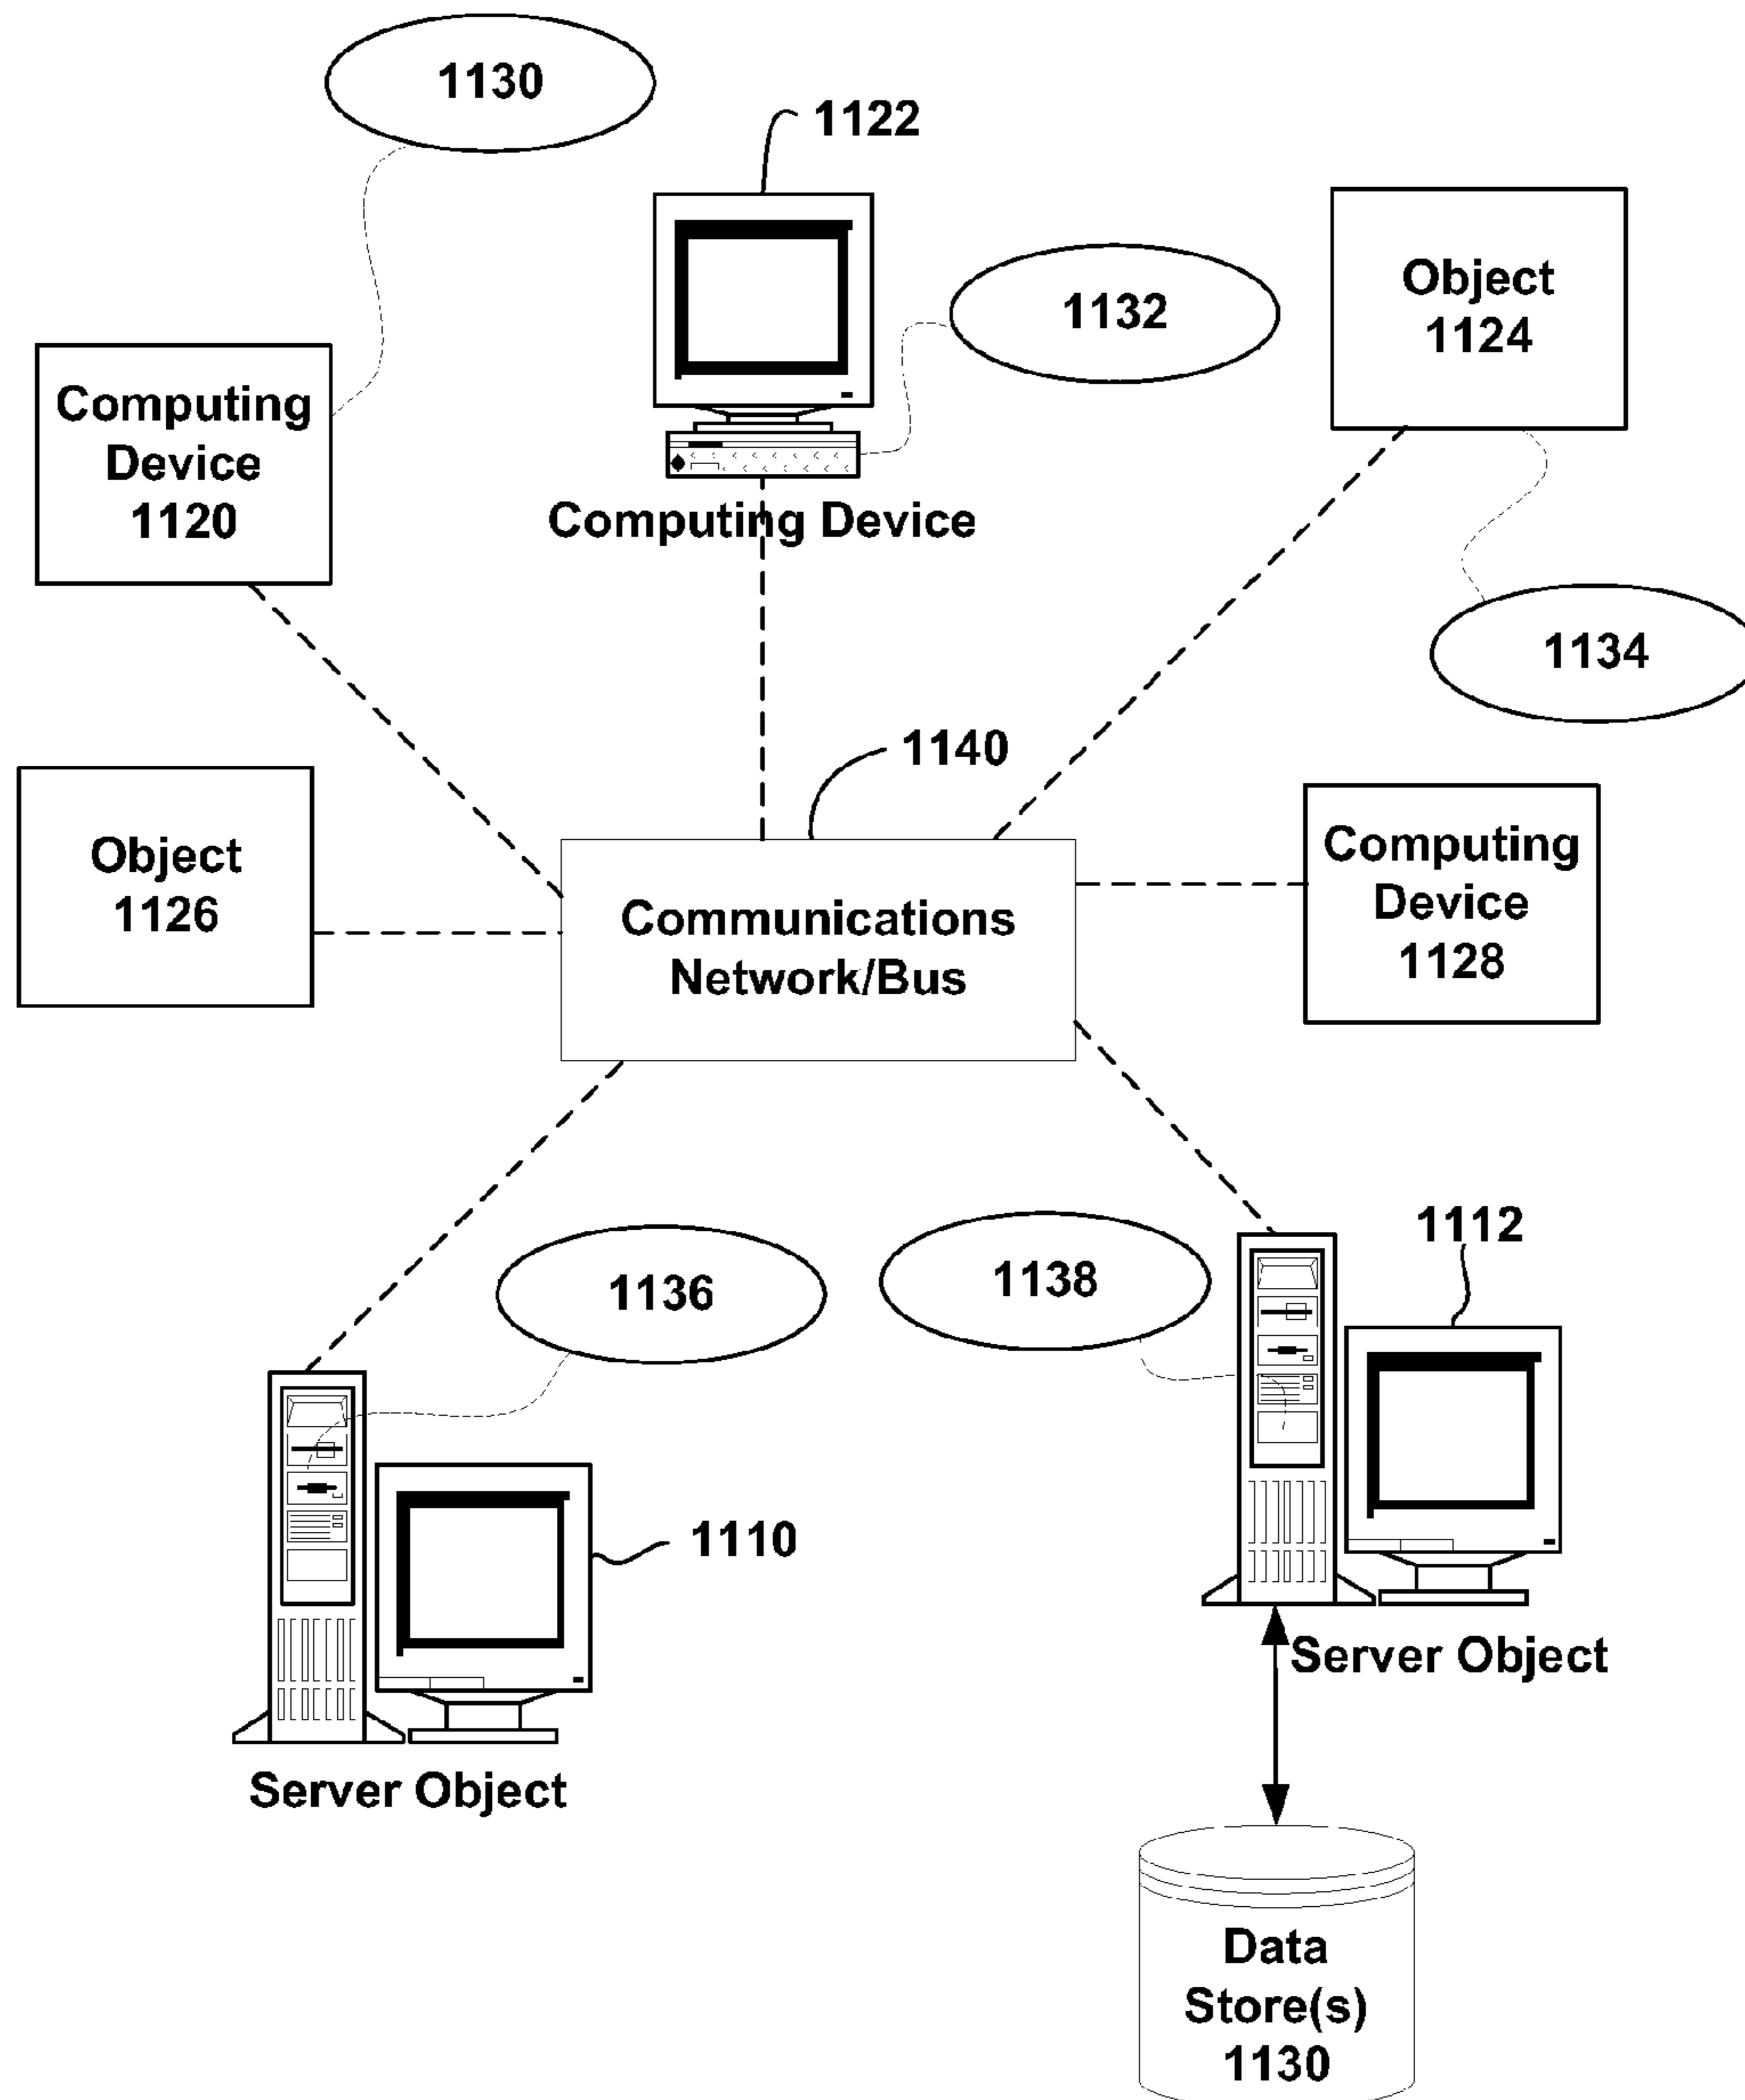 1130
1122
1132
Object
1124
Computing
Device
1120
Computing Device
1134
1140
Object
1126
Communications
Network/Bus
Computing
Device
1128
1136
1138
1112
1110
Server Object
Server Object
Data
Store(s)
1130